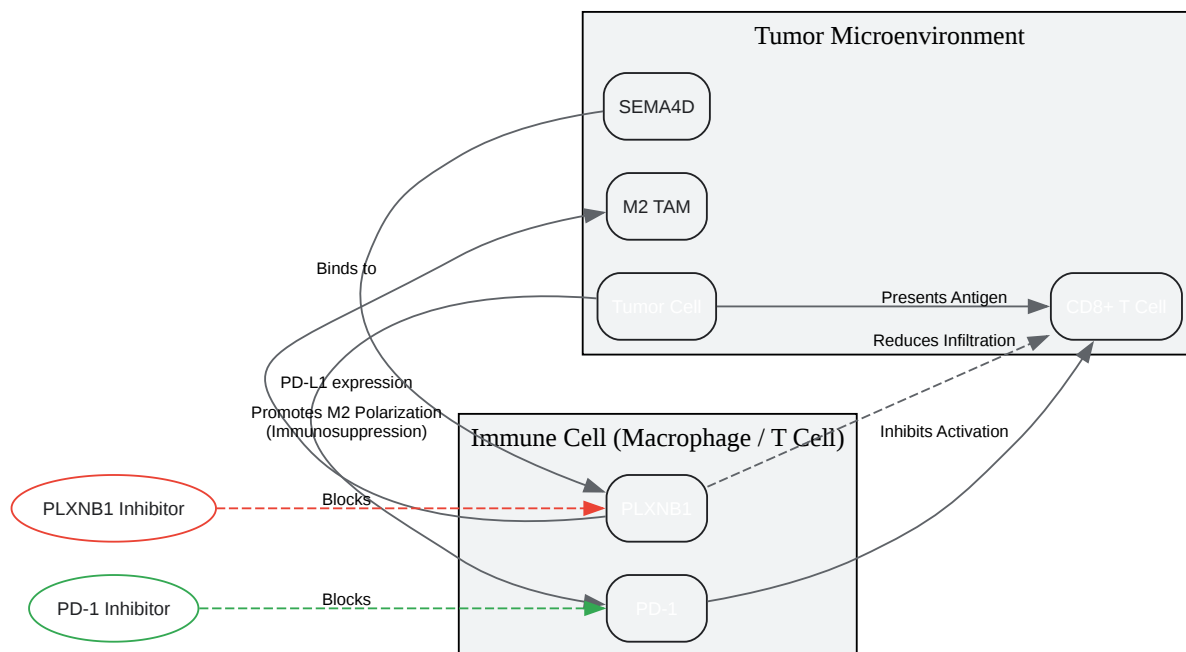 Tumor Microenvironment
SEMA4D
M2 TAM
Binds to
Tumor Cell
Presents Antigen
CD8+ T Cell
Reduces Infiltration
PD-L1 expression
Promotes M2 Polarization
(Immunosuppression)
Immune Cell (Macrophage / T Cell)
Inhibits Activation
PLXNB1 Inhibitor
Blocks
PLXNB1
PD-1 Inhibitor
Blocks
PD-1